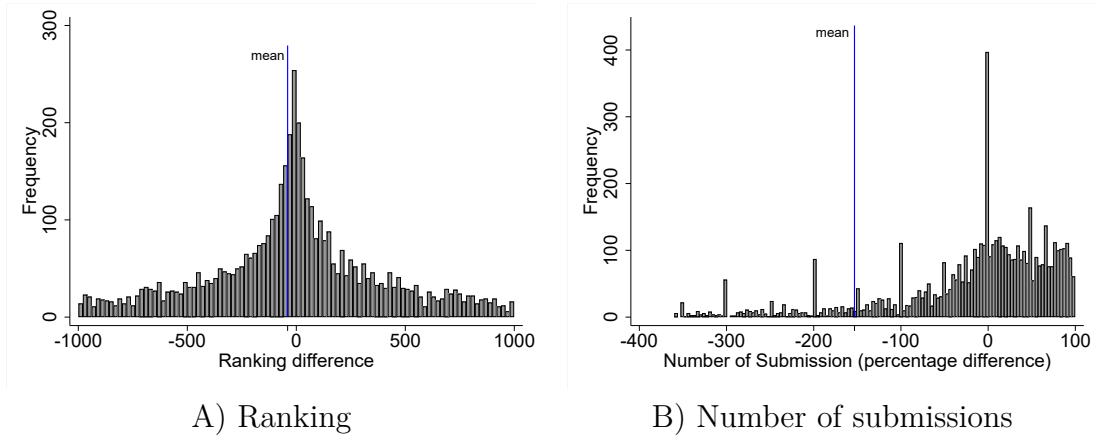 300
200
100
0
Frequency
mean
-1000
-500
0
500
1000
Ranking difference
A) Ranking
400
300
200
100
0
Frequency
mean
-400
-300
-200
-100
0
100
Number of Submission (percentage difference)
B) Number of submissions